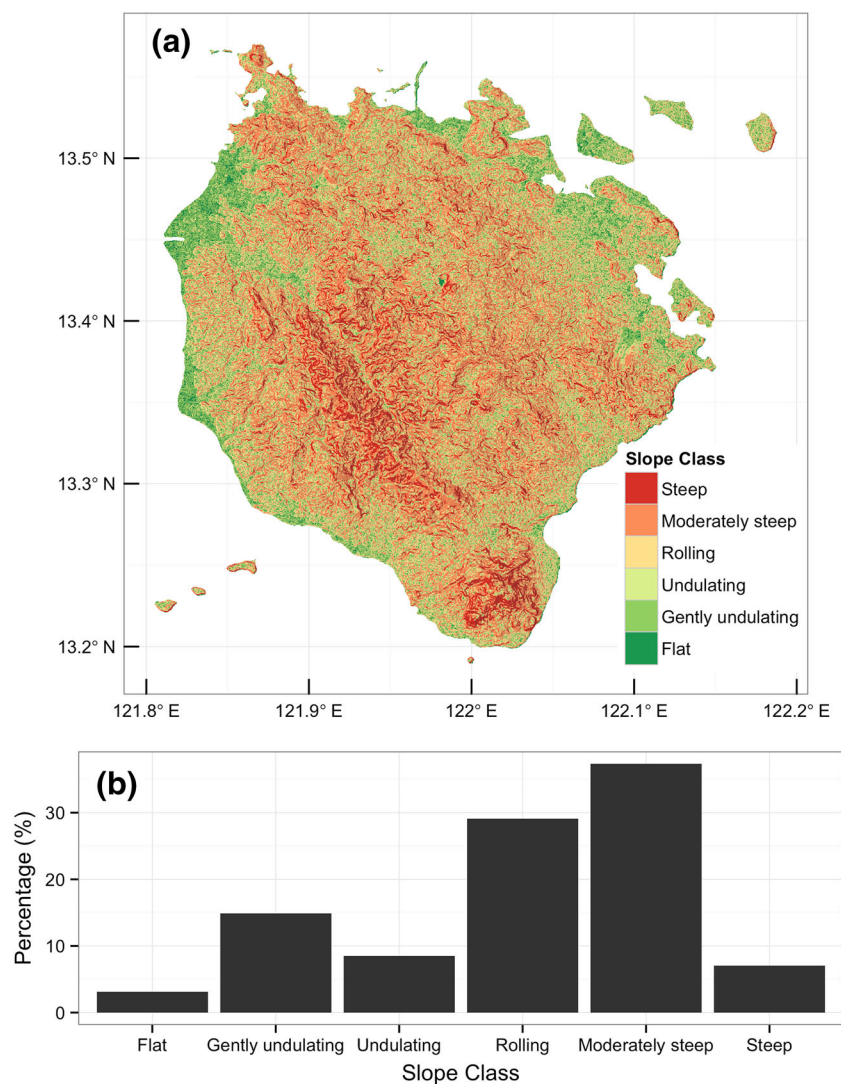 (a)
13.5° N
13.4° N
13.3° N
13.2° N
121.8° E 121.9° E 122° E 122.1° E 122.2° E
Slope Class
Steep
Moderately steep
Rolling
Undulating
Gently undulating
Flat
(b)
Percentage (%)
30
20
10
0
Flat Gently undulating Undulating Rolling Moderately steep Steep
Slope Class